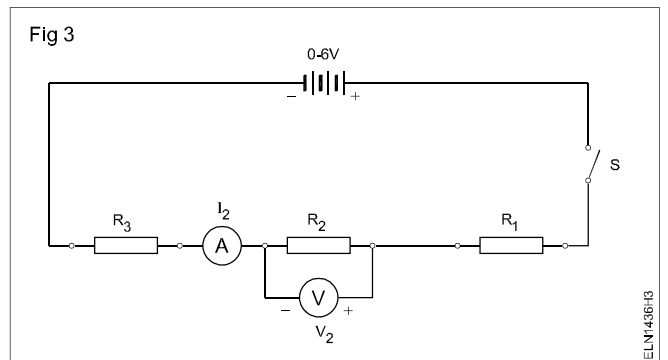 Fig 3
0-6V
– +
S
R3 I2 R2 R1
A
V
– +
V2
ELN1436H3